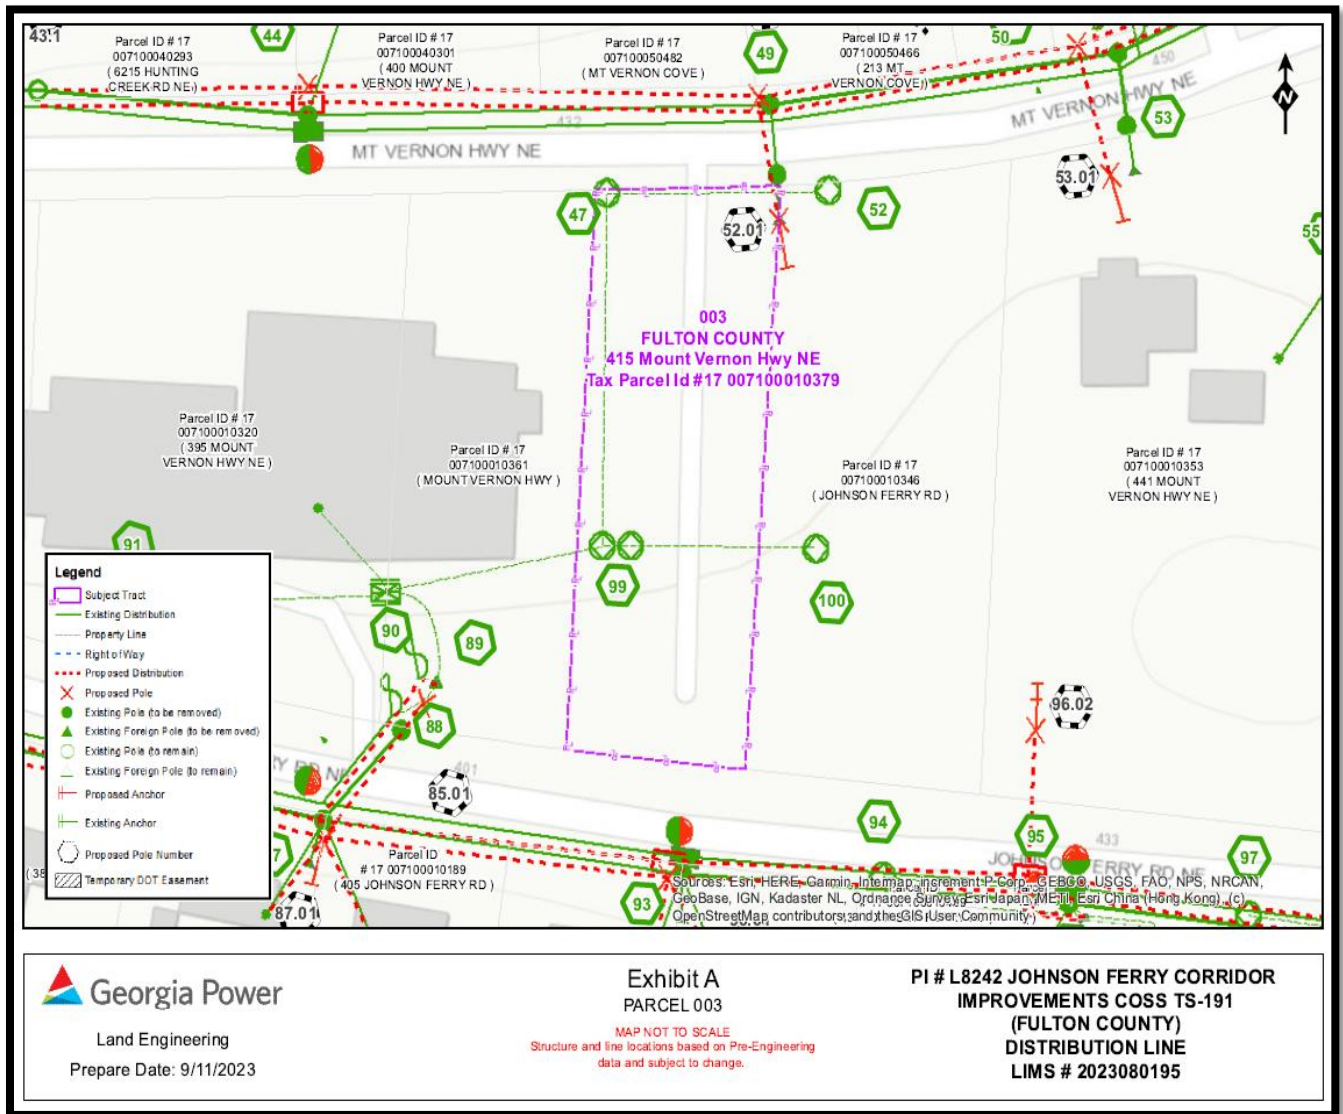 43.1
44
Parcel ID # 17
007100040293
( 6215 HUNTING
CREEK RD NE )
Parcel ID # 17
007100040301
( 400 MOUNT
VERNON HWY NE )
Parcel ID # 17
007100050482
( MT VERNON COVE )
49
Parcel ID # 17
007100050466
( 213 MT
VERNON COVE )
50
450
N
432
MT VERNON HWY NE
MT VERNON HWY NE
53
53.01
47
52.01
52
55
003
FULTON COUNTY
415 Mount Vernon Hwy NE
Tax Parcel Id #17 007100010379
Parcel ID # 17
007100010320
( 395 MOUNT
VERNON HWY NE )
Parcel ID # 17
007100010361
( MOUNT VERNON HWY )
Parcel ID # 17
007100010346
( JOHNSON FERRY RD )
Parcel ID # 17
007100010353
( 441 MOUNT
VERNON HWY NE )
91
99
100
90
89
88
96.02
Legend
Subject Tract
Existing Distribution
Property Line
Right of Way
Proposed Distribution
Proposed Pole
Existing Pole (to be removed)
Existing Foreign Pole (to be removed)
Existing Pole (to remain)
Existing Foreign Pole (to remain)
Proposed Anchor
Existing Anchor
Proposed Pole Number
Temporary DOT Easement
RY RD NE
401
85.01
94
95
433
97
JOHNSON FERRY RD NE
7
( 38
Parcel ID
# 17 007100010189
( 405 JOHNSON FERRY RD )
87.01
93
Sources: Esri, HERE, Garmin, Intermap, increment P Corp., GEBCO, USGS, FAO, NPS, NRCAN,
GeoBase, IGN, Kadaster NL, Ordnance Survey, Esri Japan, METI, Esri China (Hong Kong), (c)
OpenStreetMap contributors, and the GIS User Community
Georgia Power
Land Engineering
Prepare Date: 9/11/2023
Exhibit A
PARCEL 003
MAP NOT TO SCALE
Structure and line locations based on Pre-Engineering
data and subject to change.
PI # L8242 JOHNSON FERRY CORRIDOR
IMPROVEMENTS COSS TS-191
(FULTON COUNTY)
DISTRIBUTION LINE
LIMS # 2023080195